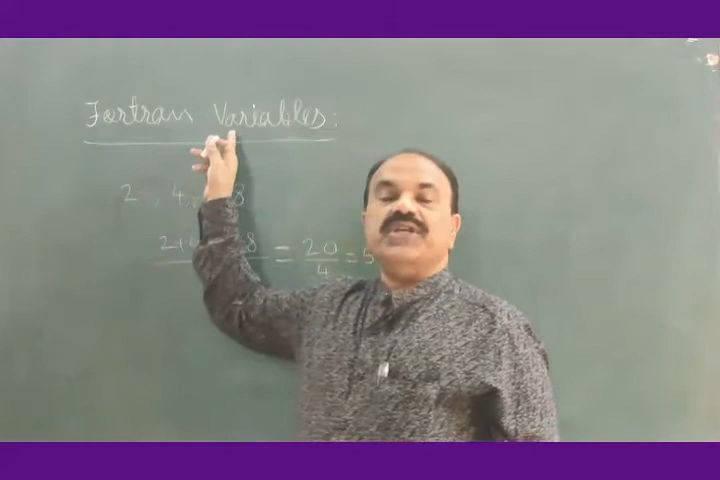 Fortran Variables:
2 , 4, 8
2+ 8 = 20/4 = 5